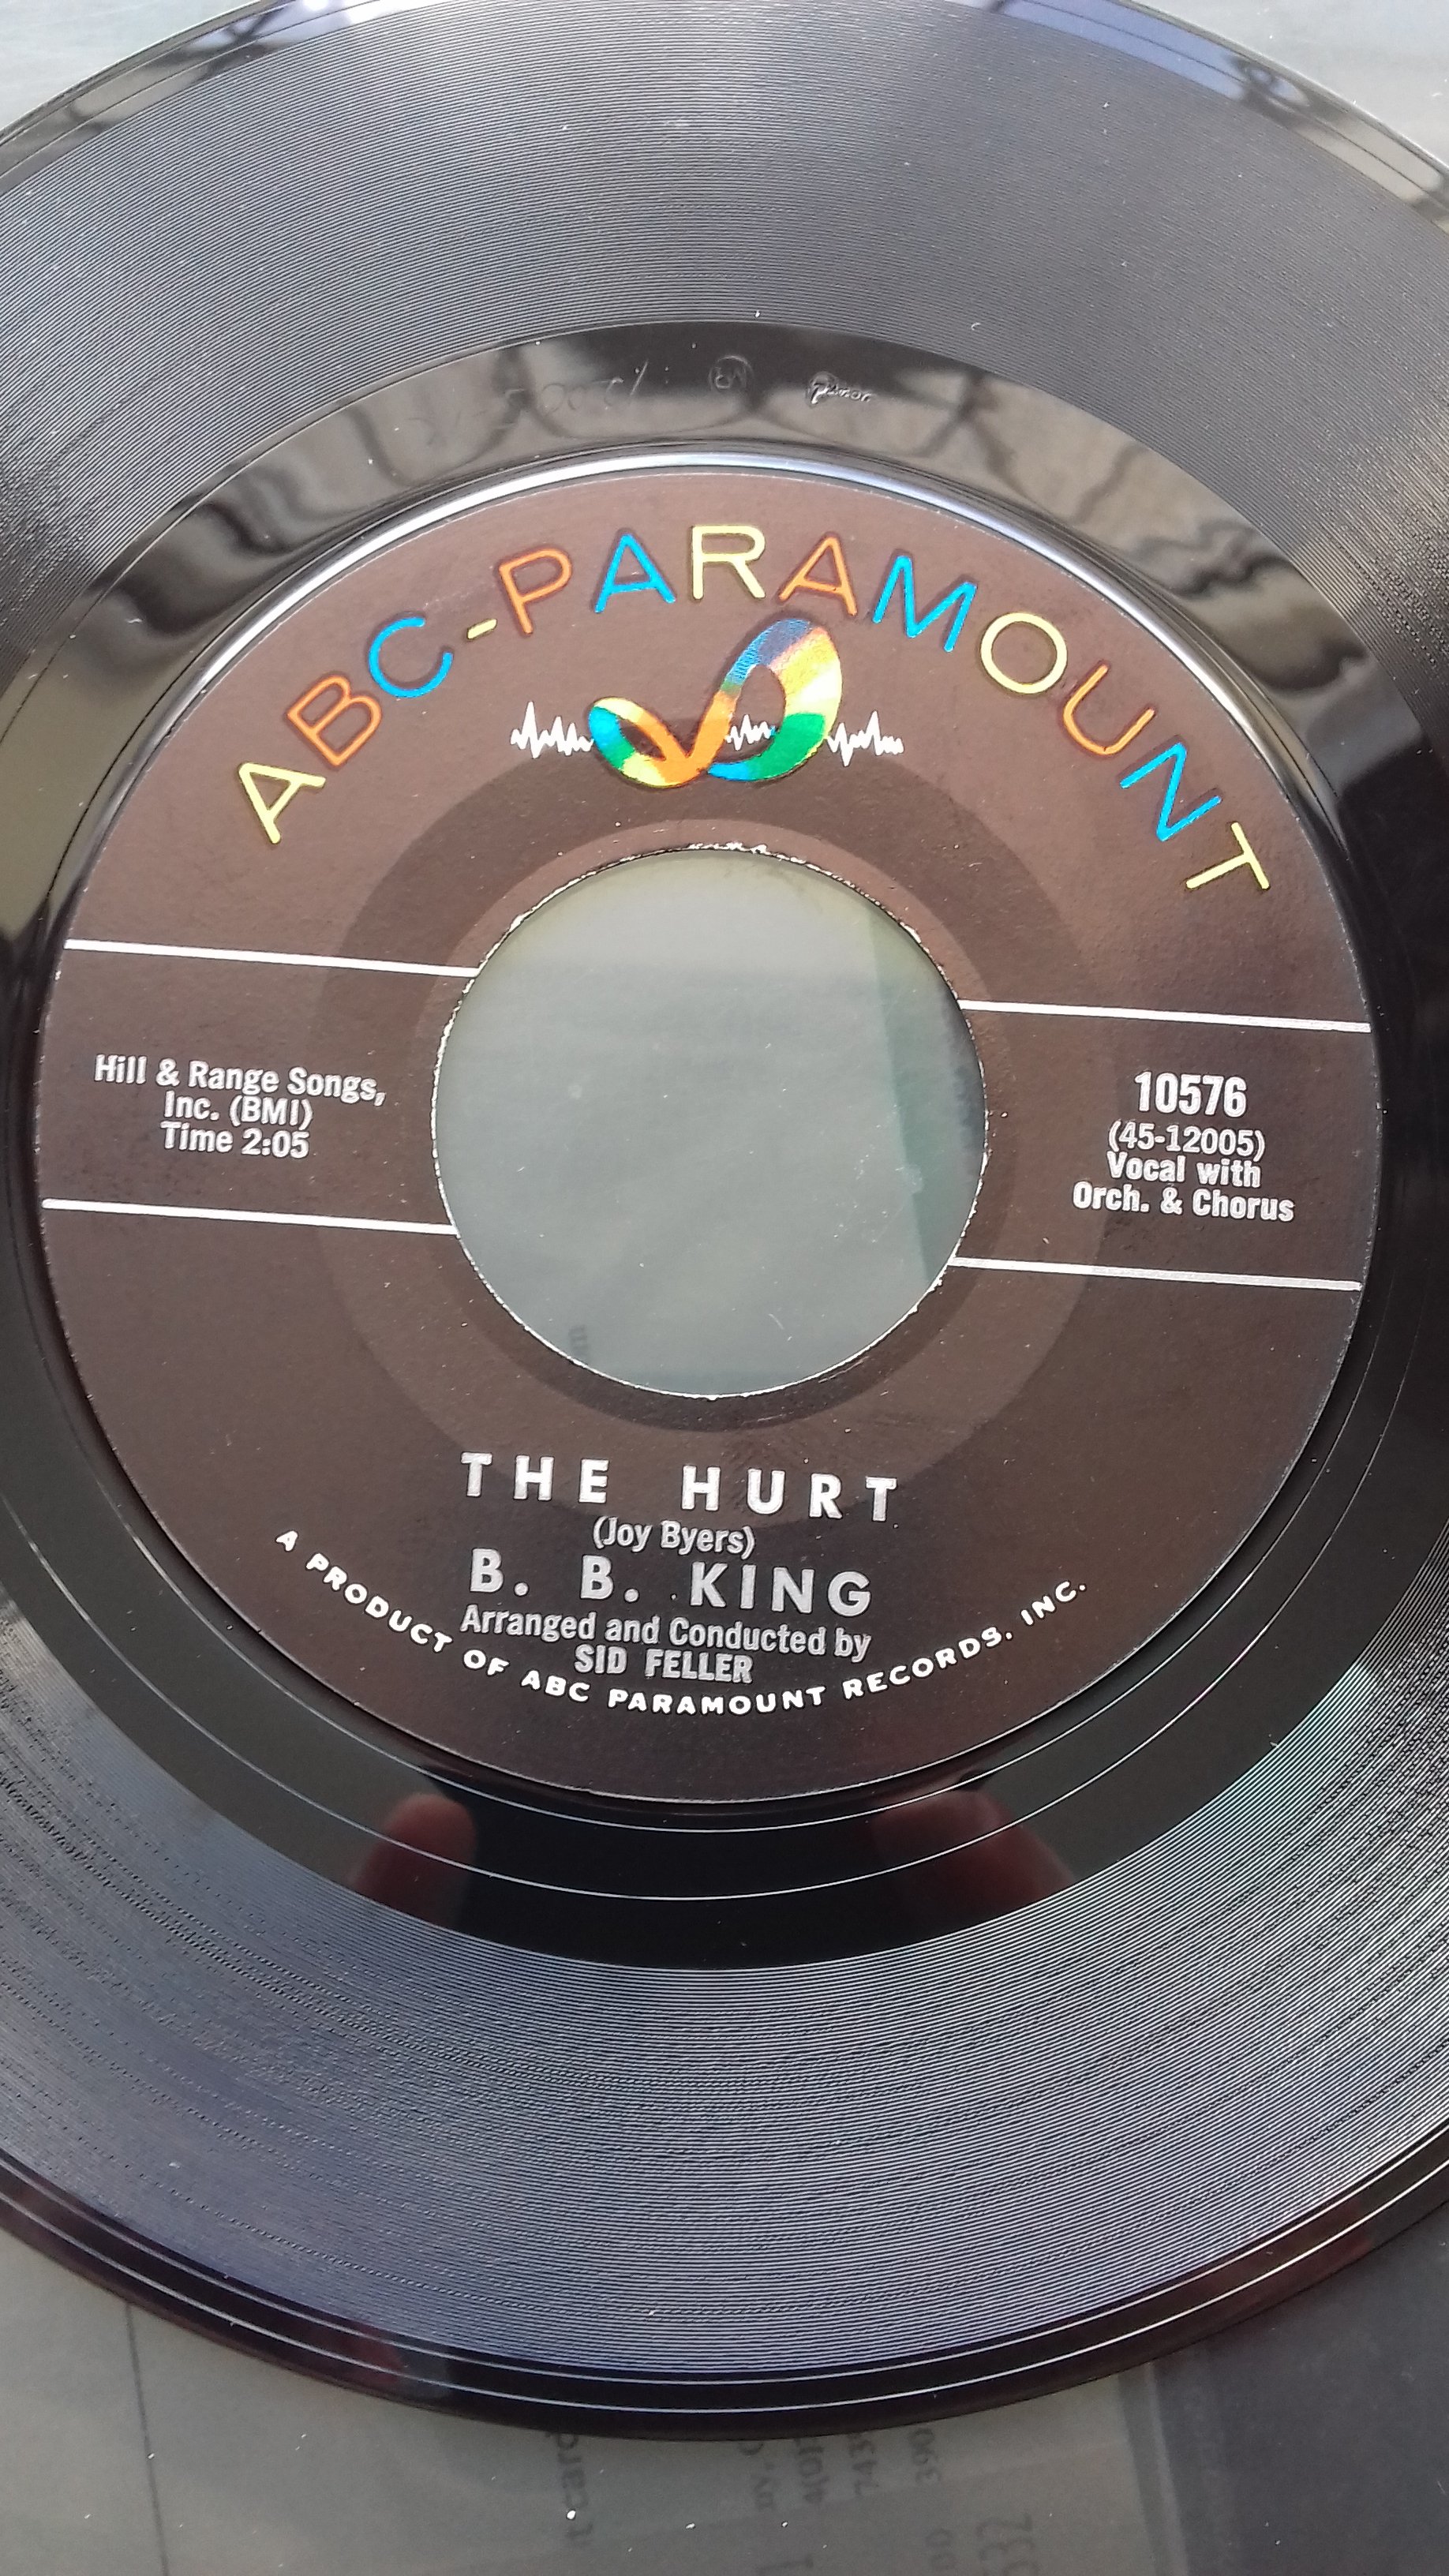 ABC-PARAMOUNT
Hill & Range Songs,
Inc. (BMI)
Time 2:05
10576
(45-12005)
Vocal with
Orch. & Chorus
THE HURT
(Joy Byers)
B. B. KING
Arranged and Conducted by
SID FELLER
A PRODUCT OF ABC PARAMOUNT RECORDS, INC.